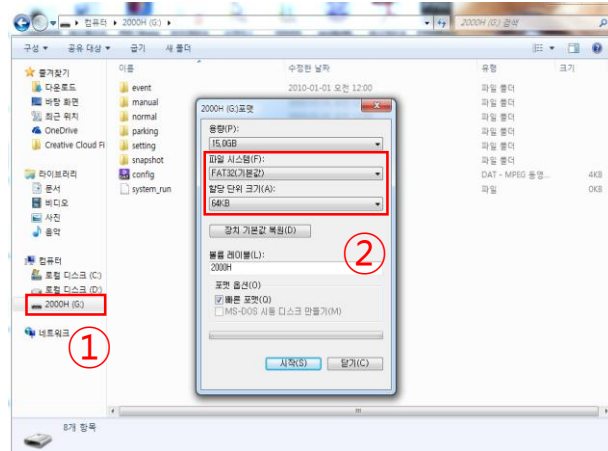 컴퓨터 ▸ 2000H (G:) ▸
2000H (G:) 검색
구성 ▾ 공유 대상 ▾ 굽기 새 폴더
이름 수정한 날짜 유형 크기
즐겨찾기
다운로드
바탕 화면
최근 위치
OneDrive
Creative Cloud Fi
라이브러리
문서
비디오
사진
음악
컴퓨터
로컬 디스크 (C:)
로컬 디스크 (D:)
2000H (G:)
네트워크
①
event 2010-01-01 오전 12:00 파일 폴더
manual 파일 폴더
normal 파일 폴더
parking 파일 폴더
setting 파일 폴더
snapshot 파일 폴더
config DAT - MPEG 동영... 4KB
system_run 파일 0KB
2000H (G:)포맷
용량(P):
15,0GB
파일 시스템(F):
FAT32(기본값)
할당 단위 크기(A):
64KB
장치 기본값 복원(D)
②
볼륨 레이블(L):
2000H
포맷 옵션(O)
빠른 포맷(Q)
MS-DOS 시동 디스크 만들기(M)
시작(S) 닫기(C)
8개 항목